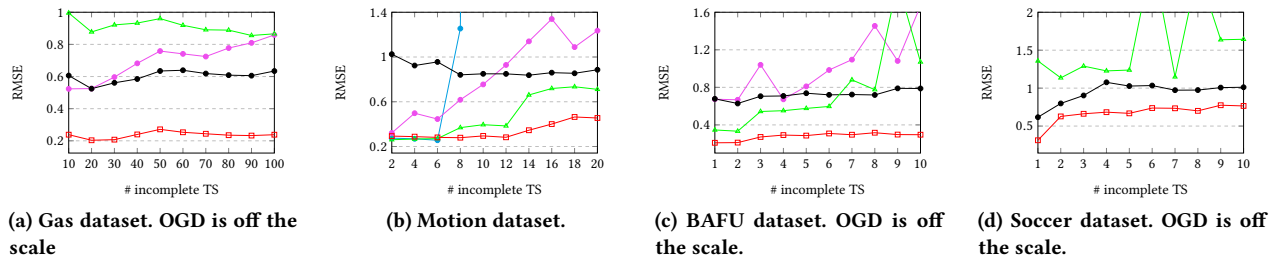 1
0.8
0.6
0.4
0.2
RMSE
10 20 30 40 50 60 70 80 90 100
# incomplete TS
(a) Gas dataset. OGD is off the
scale
1.4
1
0.6
0.2
RMSE
2 4 6 8 10 12 14 16 18 20
# incomplete TS
(b) Motion dataset.
1.6
1.2
0.8
0.4
RMSE
1 2 3 4 5 6 7 8 9 10
# incomplete TS
(c) BAFU dataset. OGD is off
the scale.
2
1.5
1
0.5
RMSE
1 2 3 4 5 6 7 8 9 10
# incomplete TS
(d) Soccer dataset. OGD is off
the scale.